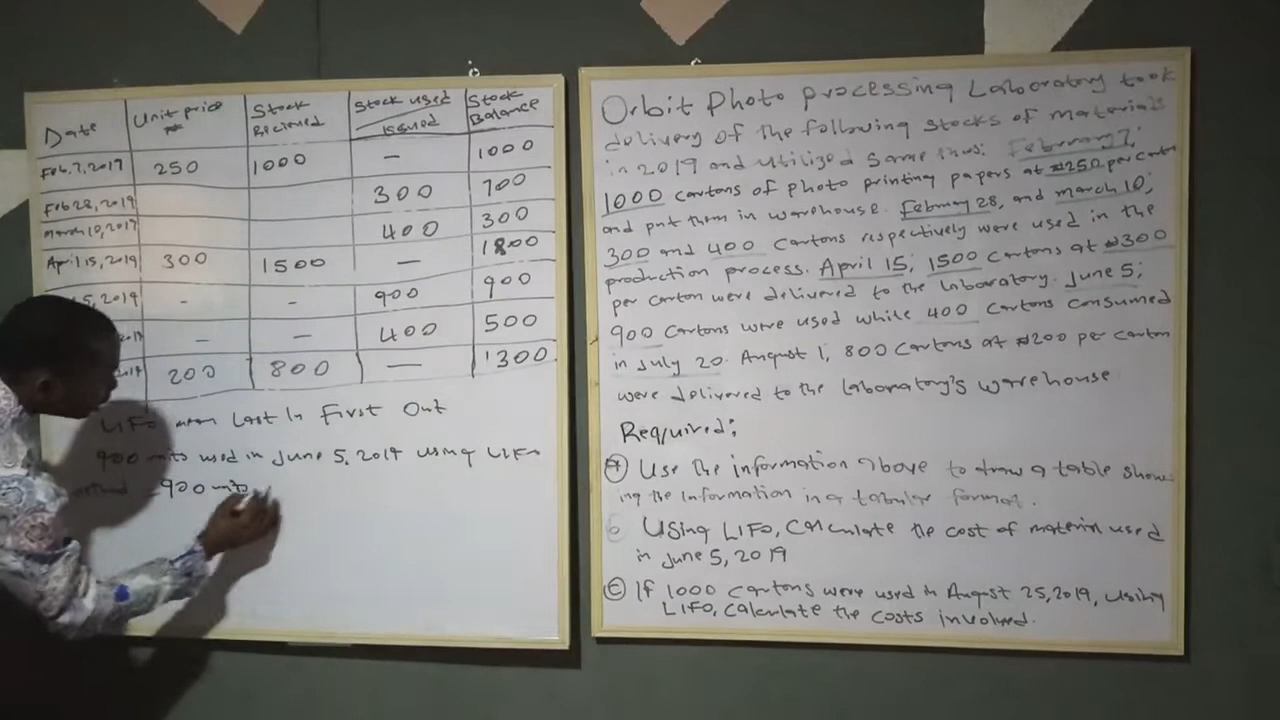 Date Unit price Stock Recieved Stock used issued Stock Balance
Feb.7,2019 250 1000 — 1000
Feb 28,2019 300 700
March 10,2019 400 300
April 15,2019 300 1500 — 1800
5,2019 - - 900 900
2019 - - 400 500
2019 200 800 — 1300
LIFO mean Last In First Out
900 units used in June 5, 2019 using LIFO
method = 900 units
Orbit Photo processing Laboratory took
delivery of the following stocks of materials
in 2019 and utilized same thus: February 7;
1000 cartons of photo printing papers at ₦250 per carton
and put them in warehouse. February 28, and march 10;
300 and 400 cartons respectively were used in the
production process. April 15; 1500 cartons at ₦300
per carton were delivered to the laboratory. June 5;
900 cartons were used while 400 cartons consumed
in July 20. August 1, 800 cartons at ₦200 per carton
were delivered to the laboratory's warehouse
Required:
(A) Use the information above to draw a table show-
ing the information in a tabular format.
b Using LIFO, calculate the cost of material used
in June 5, 2019
(C) If 1000 cartons were used in August 25, 2019, using
LIFO, calculate the costs involved.